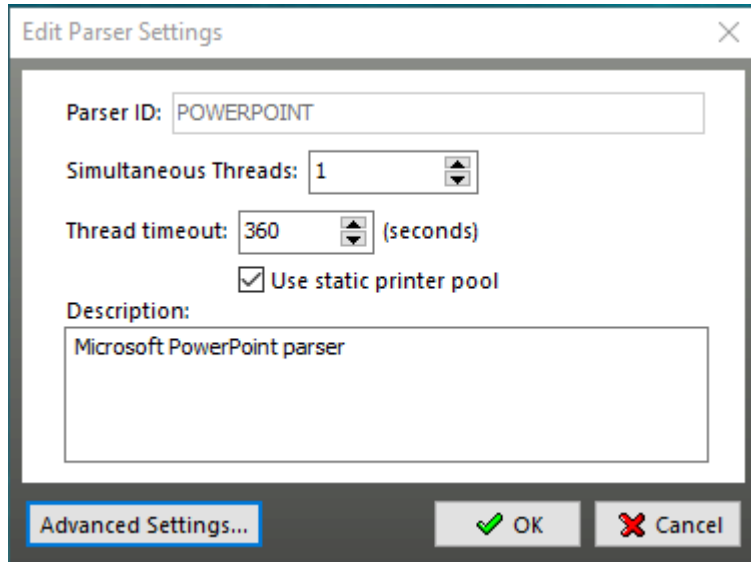 Edit Parser Settings
Parser ID: POWERPOINT
Simultaneous Threads: 1
Thread timeout: 360 (seconds)
Use static printer pool
Description:
Microsoft PowerPoint parser
Advanced Settings... OK Cancel